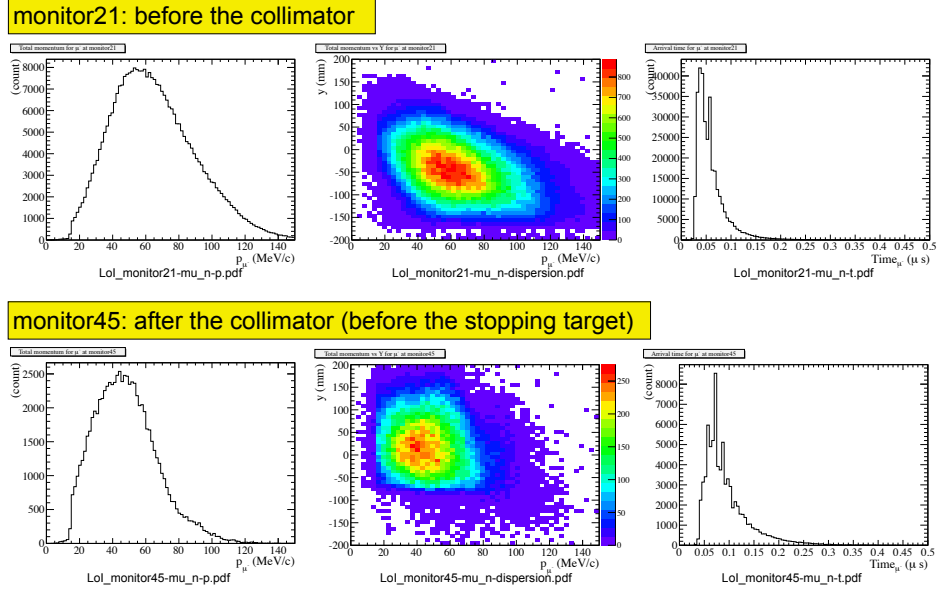 monitor21: before the collimator
Total momentum for μ⁻ at monitor21
Total momentum vs Y for μ⁻ at monitor21
Arrival time for μ⁻ at monitor21
(count)
8000
7000
6000
5000
4000
3000
2000
1000
0
0 20 40 60 80 100 120 140
p_μ⁻ (MeV/c)
y (mm)
200
150
100
50
0
-50
-100
-150
-200
0 20 40 60 80 100 120 140
p_μ⁻ (MeV/c)
800
700
600
500
400
300
200
100
0
(count)
40000
35000
30000
25000
20000
15000
10000
5000
0
0 0.05 0.1 0.15 0.2 0.25 0.3 0.35 0.4 0.45 0.5
Time_μ⁻ (μ s)
LoI_monitor21-mu_n-p.pdf
LoI_monitor21-mu_n-dispersion.pdf
LoI_monitor21-mu_n-t.pdf
monitor45: after the collimator (before the stopping target)
Total momentum for μ⁻ at monitor45
Total momentum vs Y for μ⁻ at monitor45
Arrival time for μ⁻ at monitor45
(count)
2500
2000
1500
1000
500
0
0 20 40 60 80 100 120 140
p_μ⁻ (MeV/c)
y (mm)
200
150
100
50
0
-50
-100
-150
-200
0 20 40 60 80 100 120 140
p_μ⁻ (MeV/c)
250
200
150
100
50
0
(count)
8000
7000
6000
5000
4000
3000
2000
1000
0
0 0.05 0.1 0.15 0.2 0.25 0.3 0.35 0.4 0.45 0.5
Time_μ⁻ (μ s)
LoI_monitor45-mu_n-p.pdf
LoI_monitor45-mu_n-dispersion.pdf
LoI_monitor45-mu_n-t.pdf